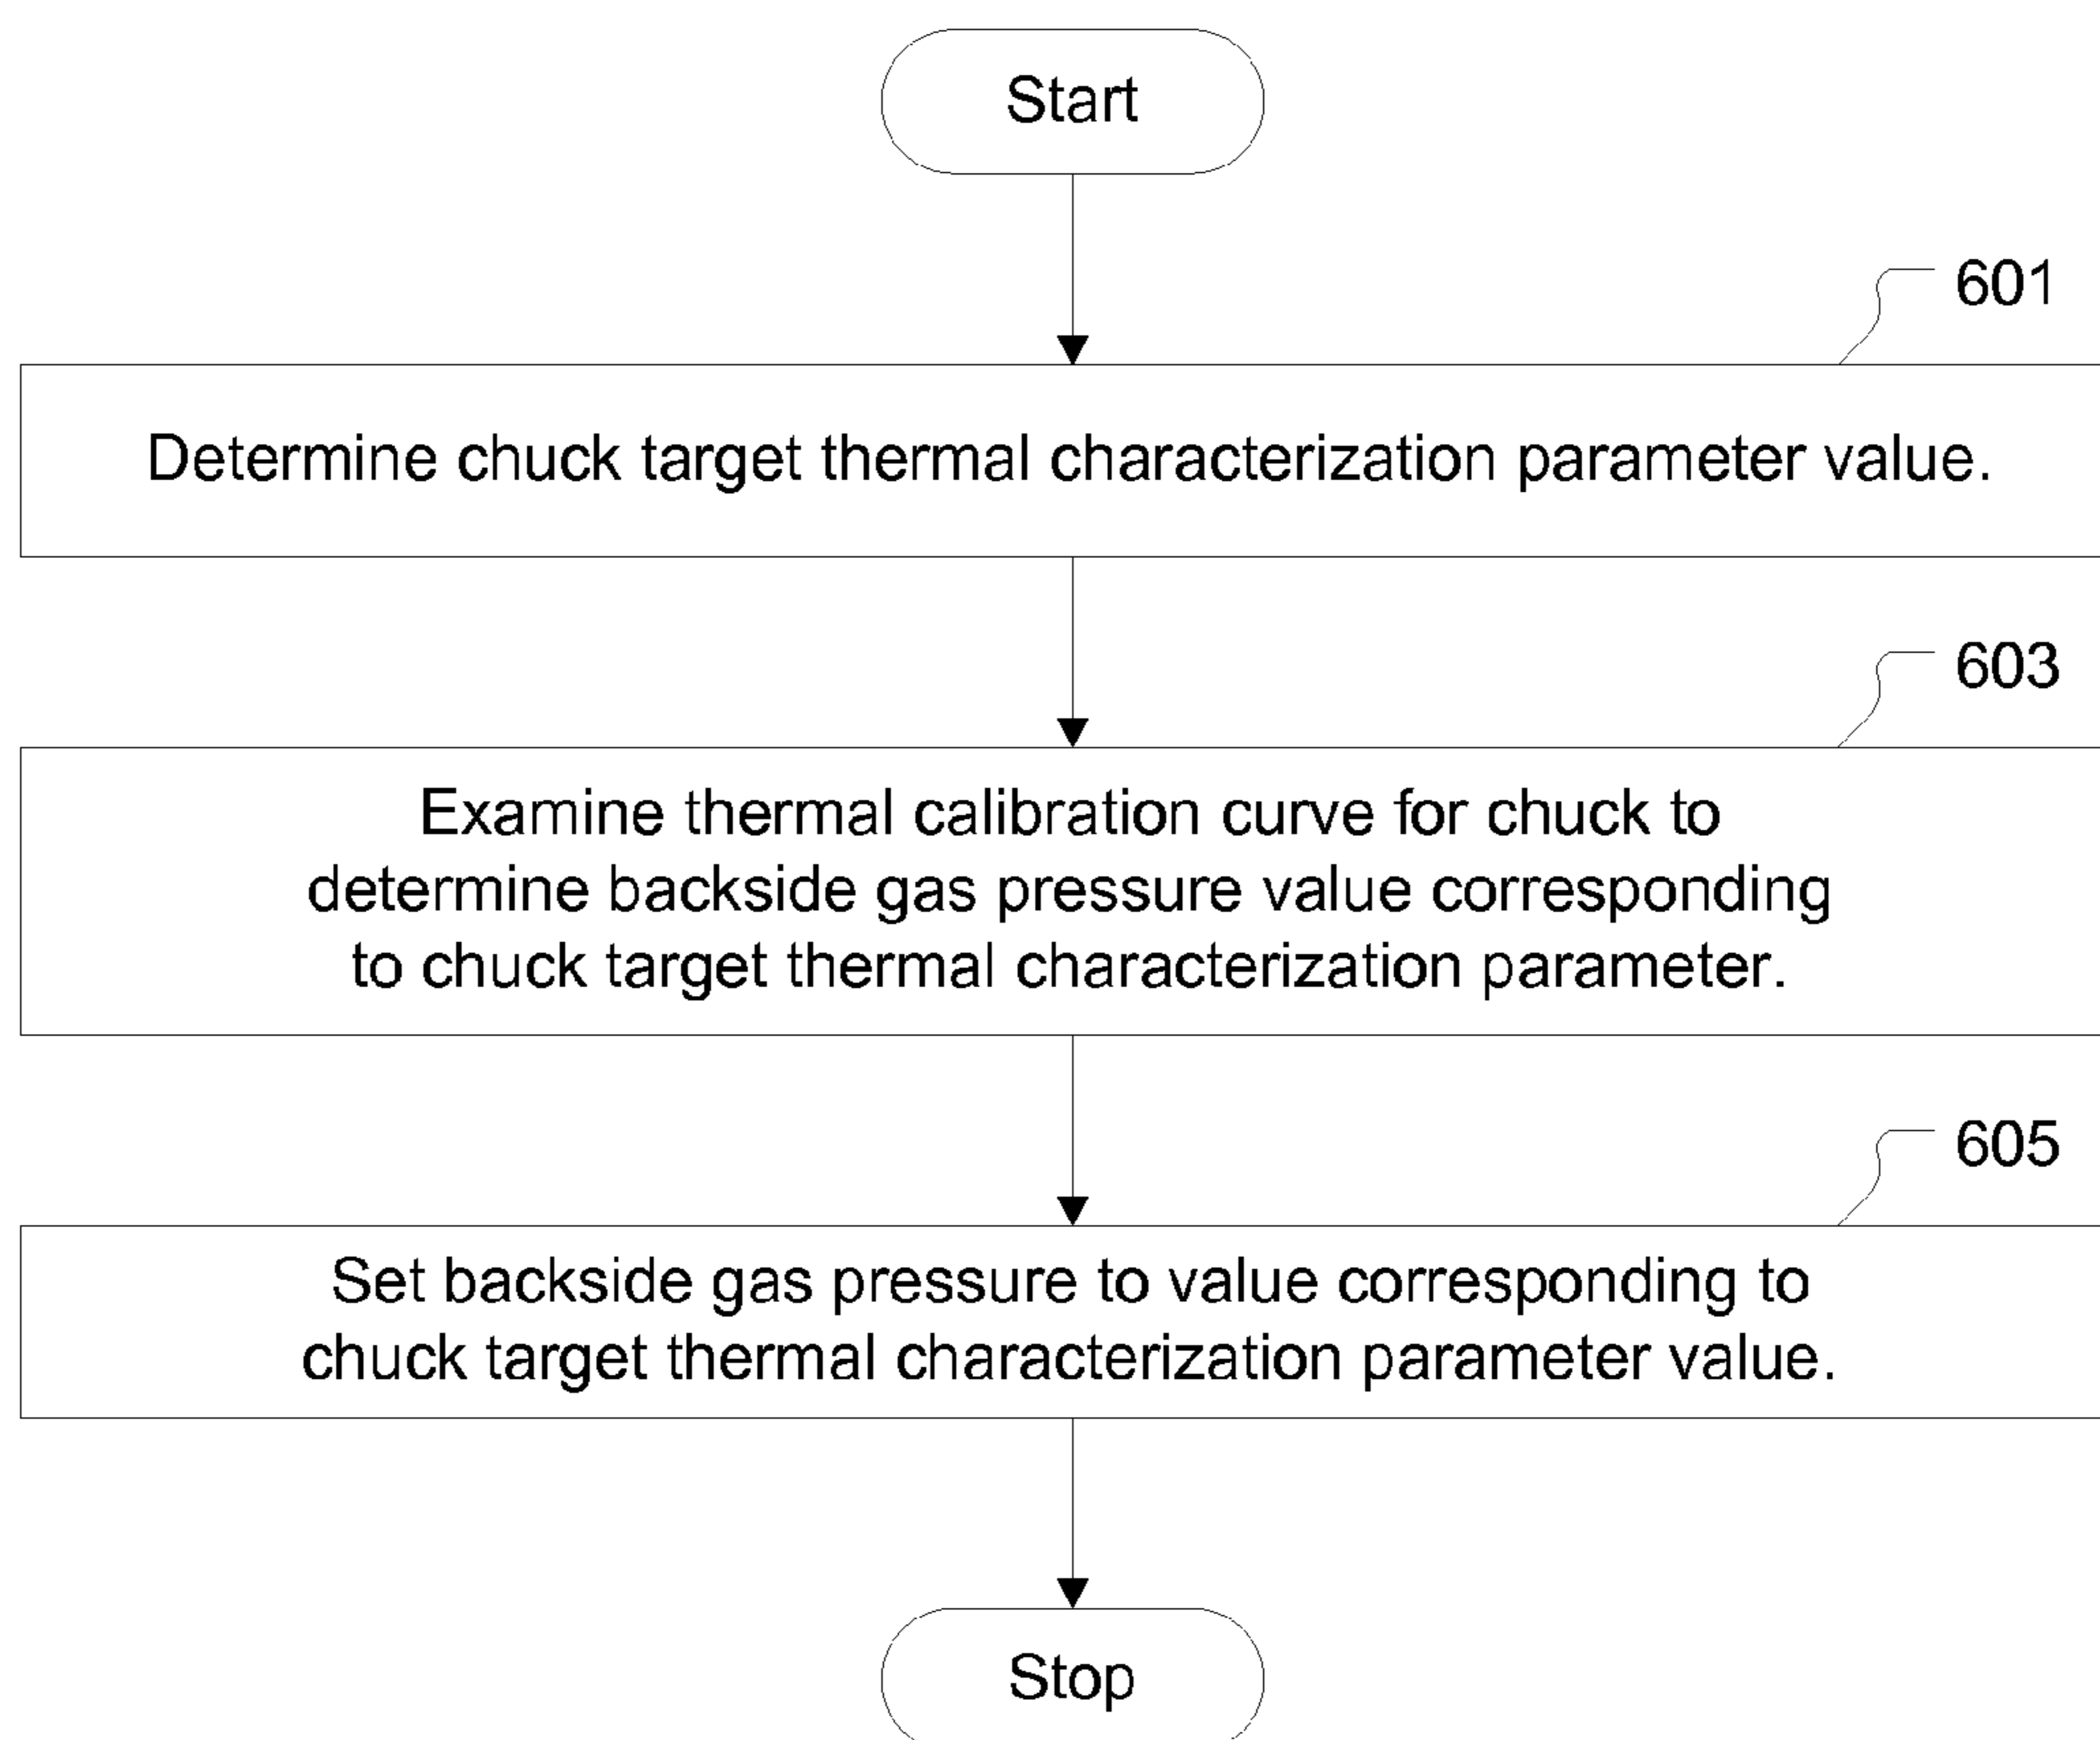 Start
601
Determine chuck target thermal characterization parameter value.
603
Examine thermal calibration curve for chuck to
determine backside gas pressure value corresponding
to chuck target thermal characterization parameter.
605
Set backside gas pressure to value corresponding to
chuck target thermal characterization parameter value.
Stop